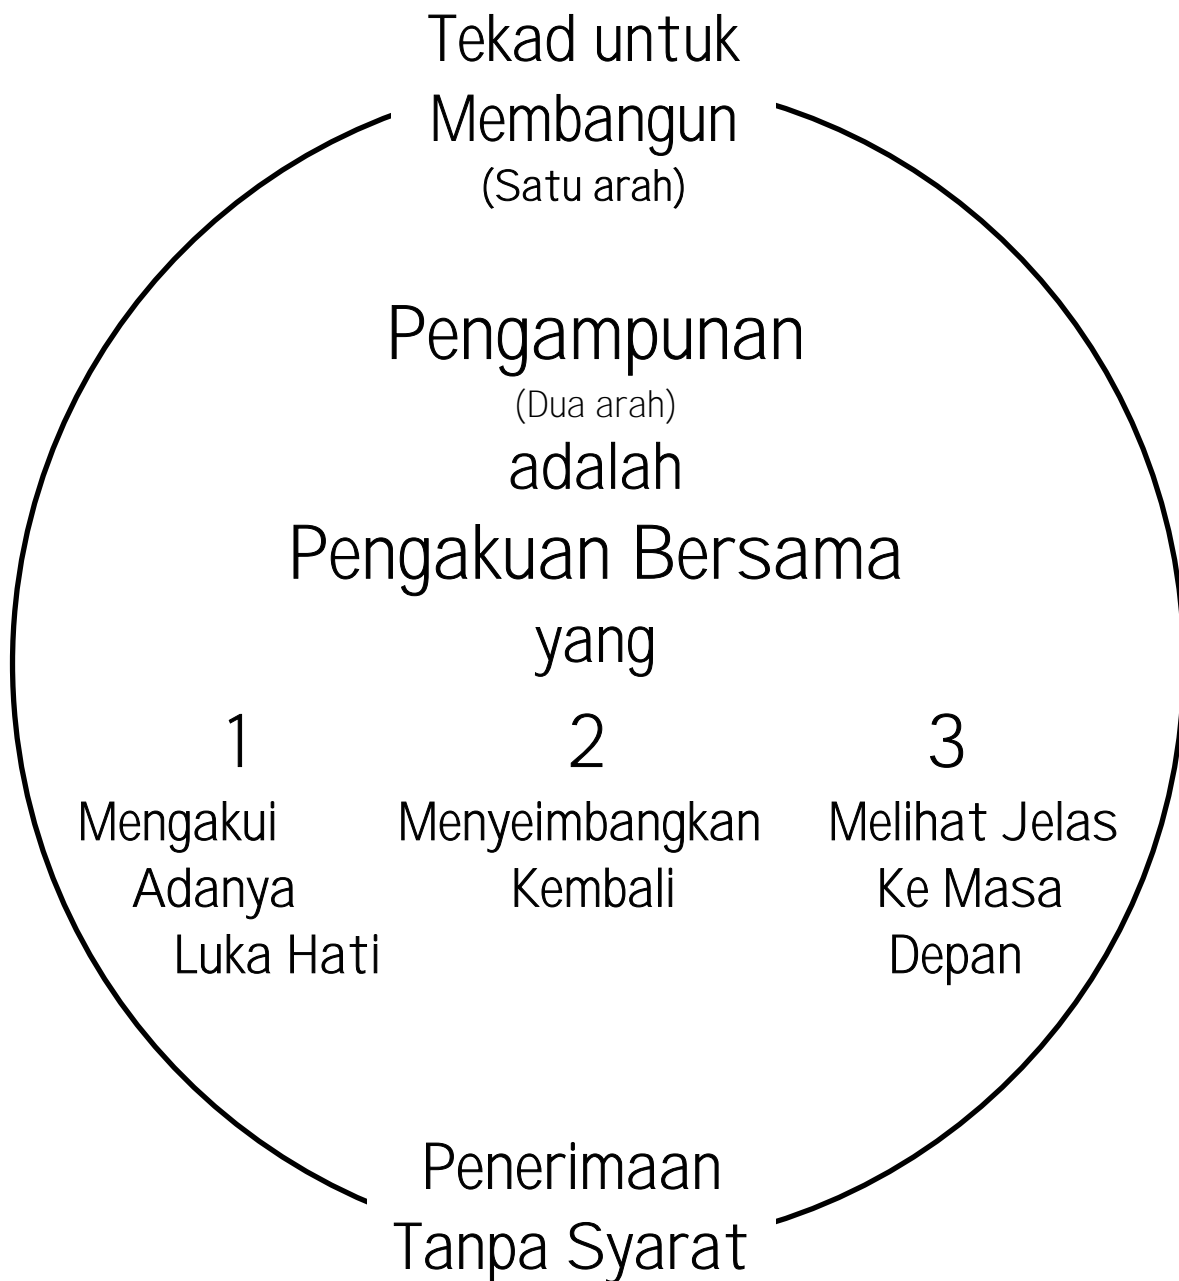 Tekad untuk
Membangun
(Satu arah)
Pengampunan
(Dua arah)
adalah
Pengakuan Bersama
yang
1
Mengakui
Adanya
Luka Hati
2
Menyeimbangkan
Kembali
3
Melihat Jelas
Ke Masa
Depan
Penerimaan
Tanpa Syarat